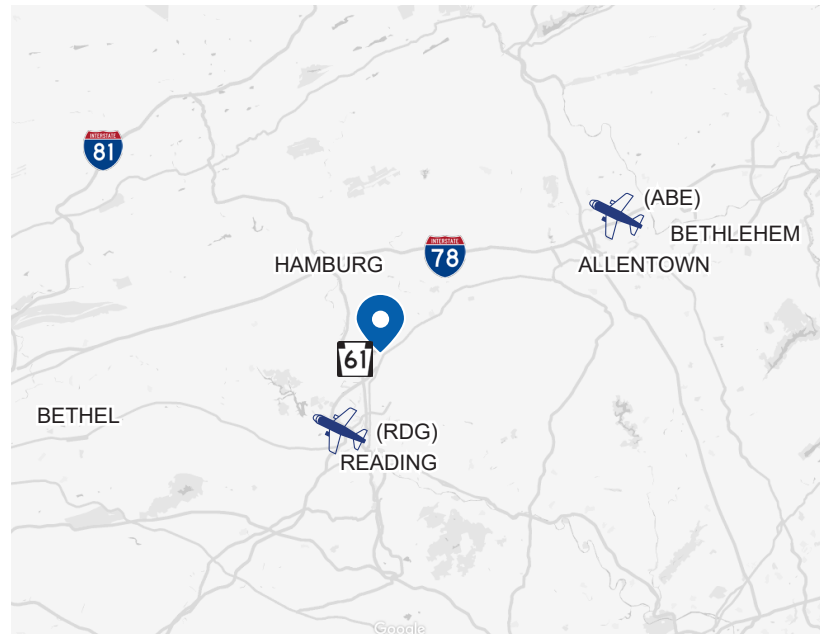 INTERSTATE
81
(ABE)
BETHLEHEM
INTERSTATE
78
HAMBURG
ALLENTOWN
61
BETHEL
(RDG)
READING
Google